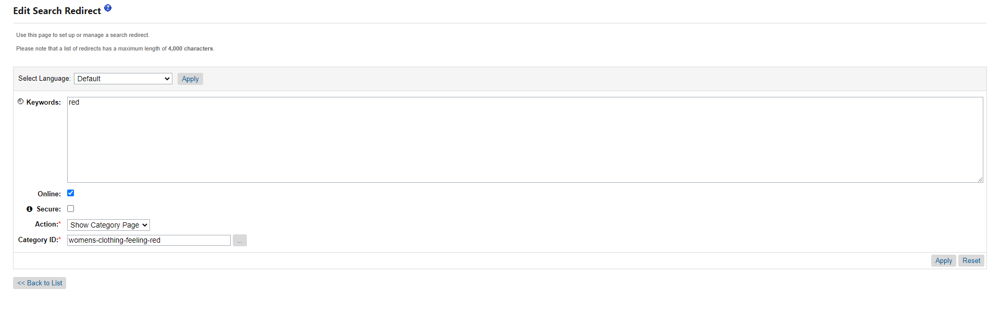 Edit Search Redirect ?
Use this page to set up or manage a search redirect.
Please note that a list of redirects has a maximum length of 4,000 characters.
Select Language: Default Apply
Keywords: red
Online:
Secure:
Action:* Show Category Page
Category ID:* womens-clothing-feeling-red ...
Apply Reset
<< Back to List